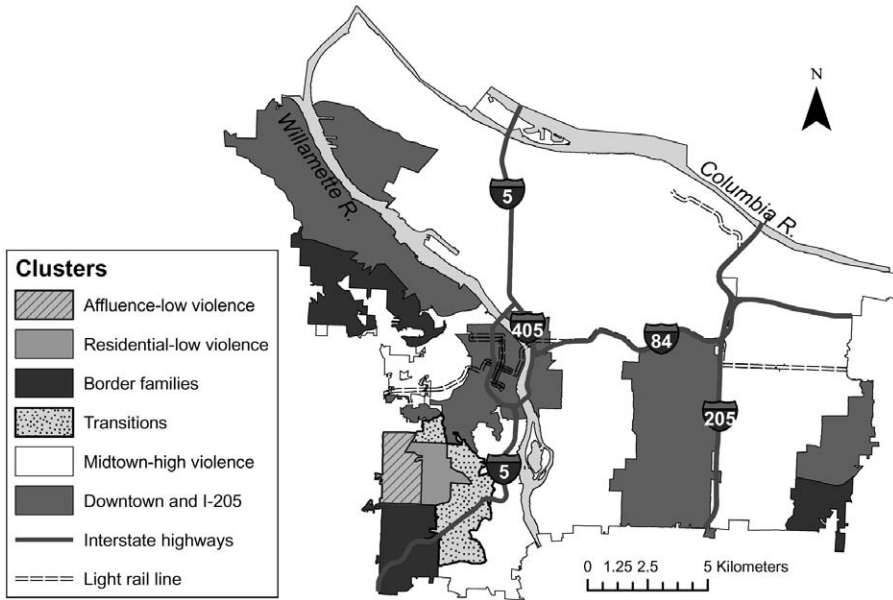 N
Willamette R.
5
Columbia R.
Clusters
Affluence-low violence
Residential-low violence
Border families
Transitions
Midtown-high violence
Downtown and I-205
Interstate highways
Light rail line
405
84
205
5
0 1.25 2.5 5 Kilometers